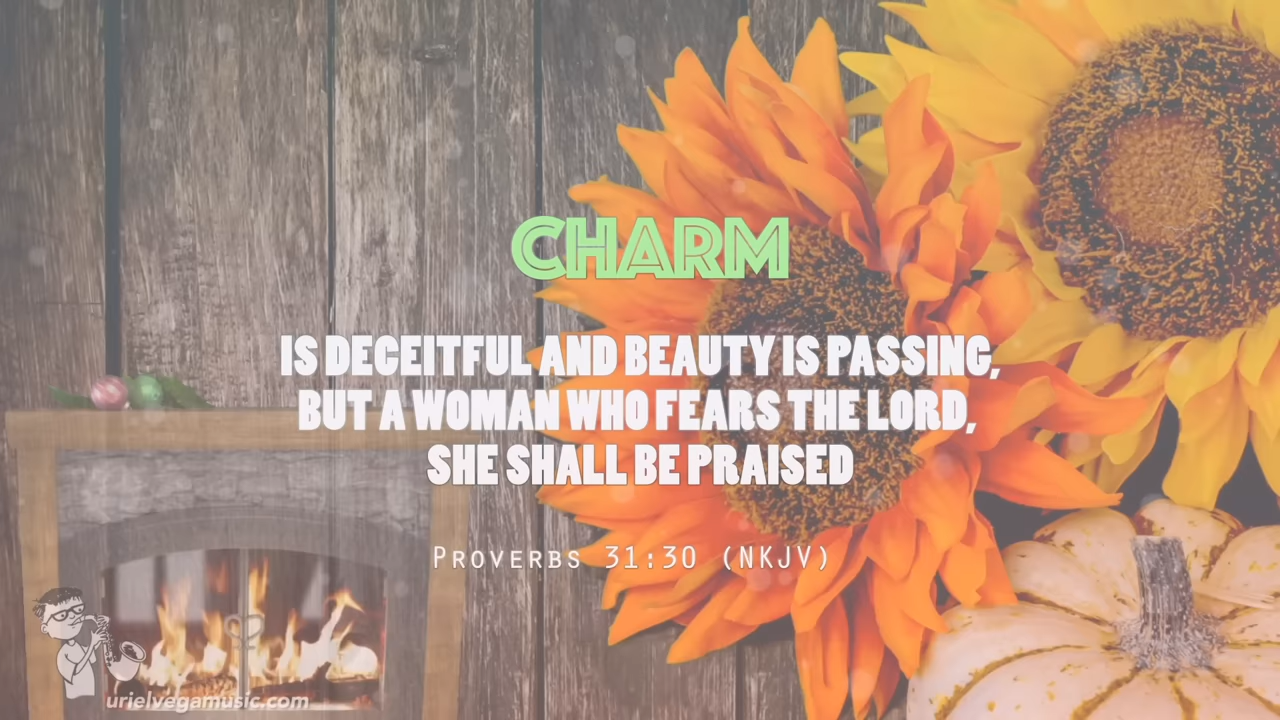 CHARM
IS DECEITFUL AND BEAUTY IS PASSING,
BUT A WOMAN WHO FEARS THE LORD,
SHE SHALL BE PRAISED
Proverbs 31:30 (NKJV)
urielvegamusic.com